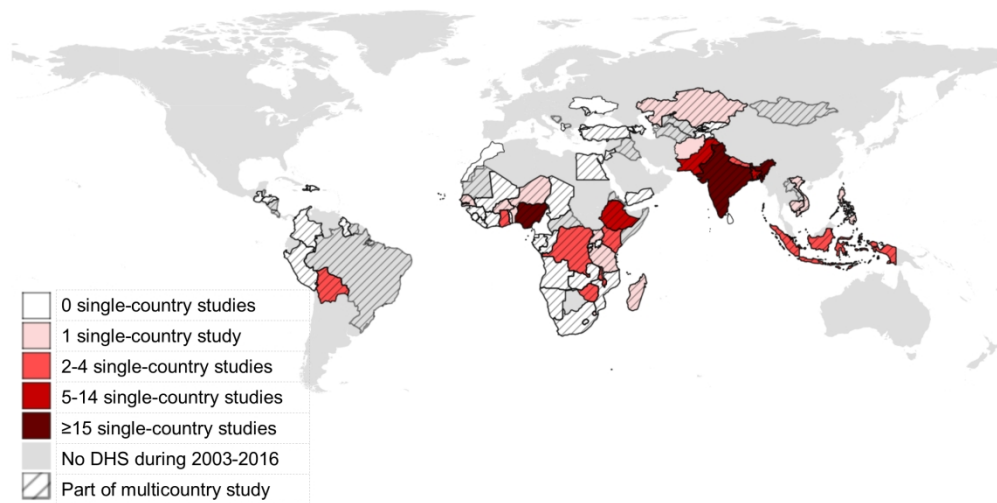 0 single-country studies
1 single-country study
2-4 single-country studies
5-14 single-country studies
≥15 single-country studies
No DHS during 2003-2016
Part of multicountry study